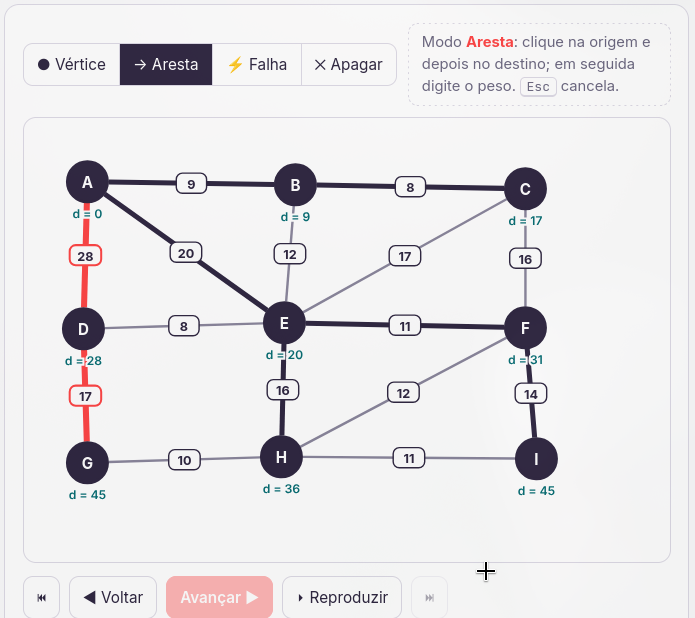 Vértice
→ Aresta
⚡ Falha
Apagar
Modo Aresta: clique na origem e
depois no destino; em seguida
digite o peso. Esc cancela.
A
9
B
8
C
d = 0
d = 9
d = 17
28
20
12
17
16
D
8
E
11
F
d = 28
d = 20
d = 31
17
16
12
14
G
10
H
11
I
d = 45
d = 36
d = 45
⏮
◀ Voltar
Avançar ▶
Reproduzir
⏭